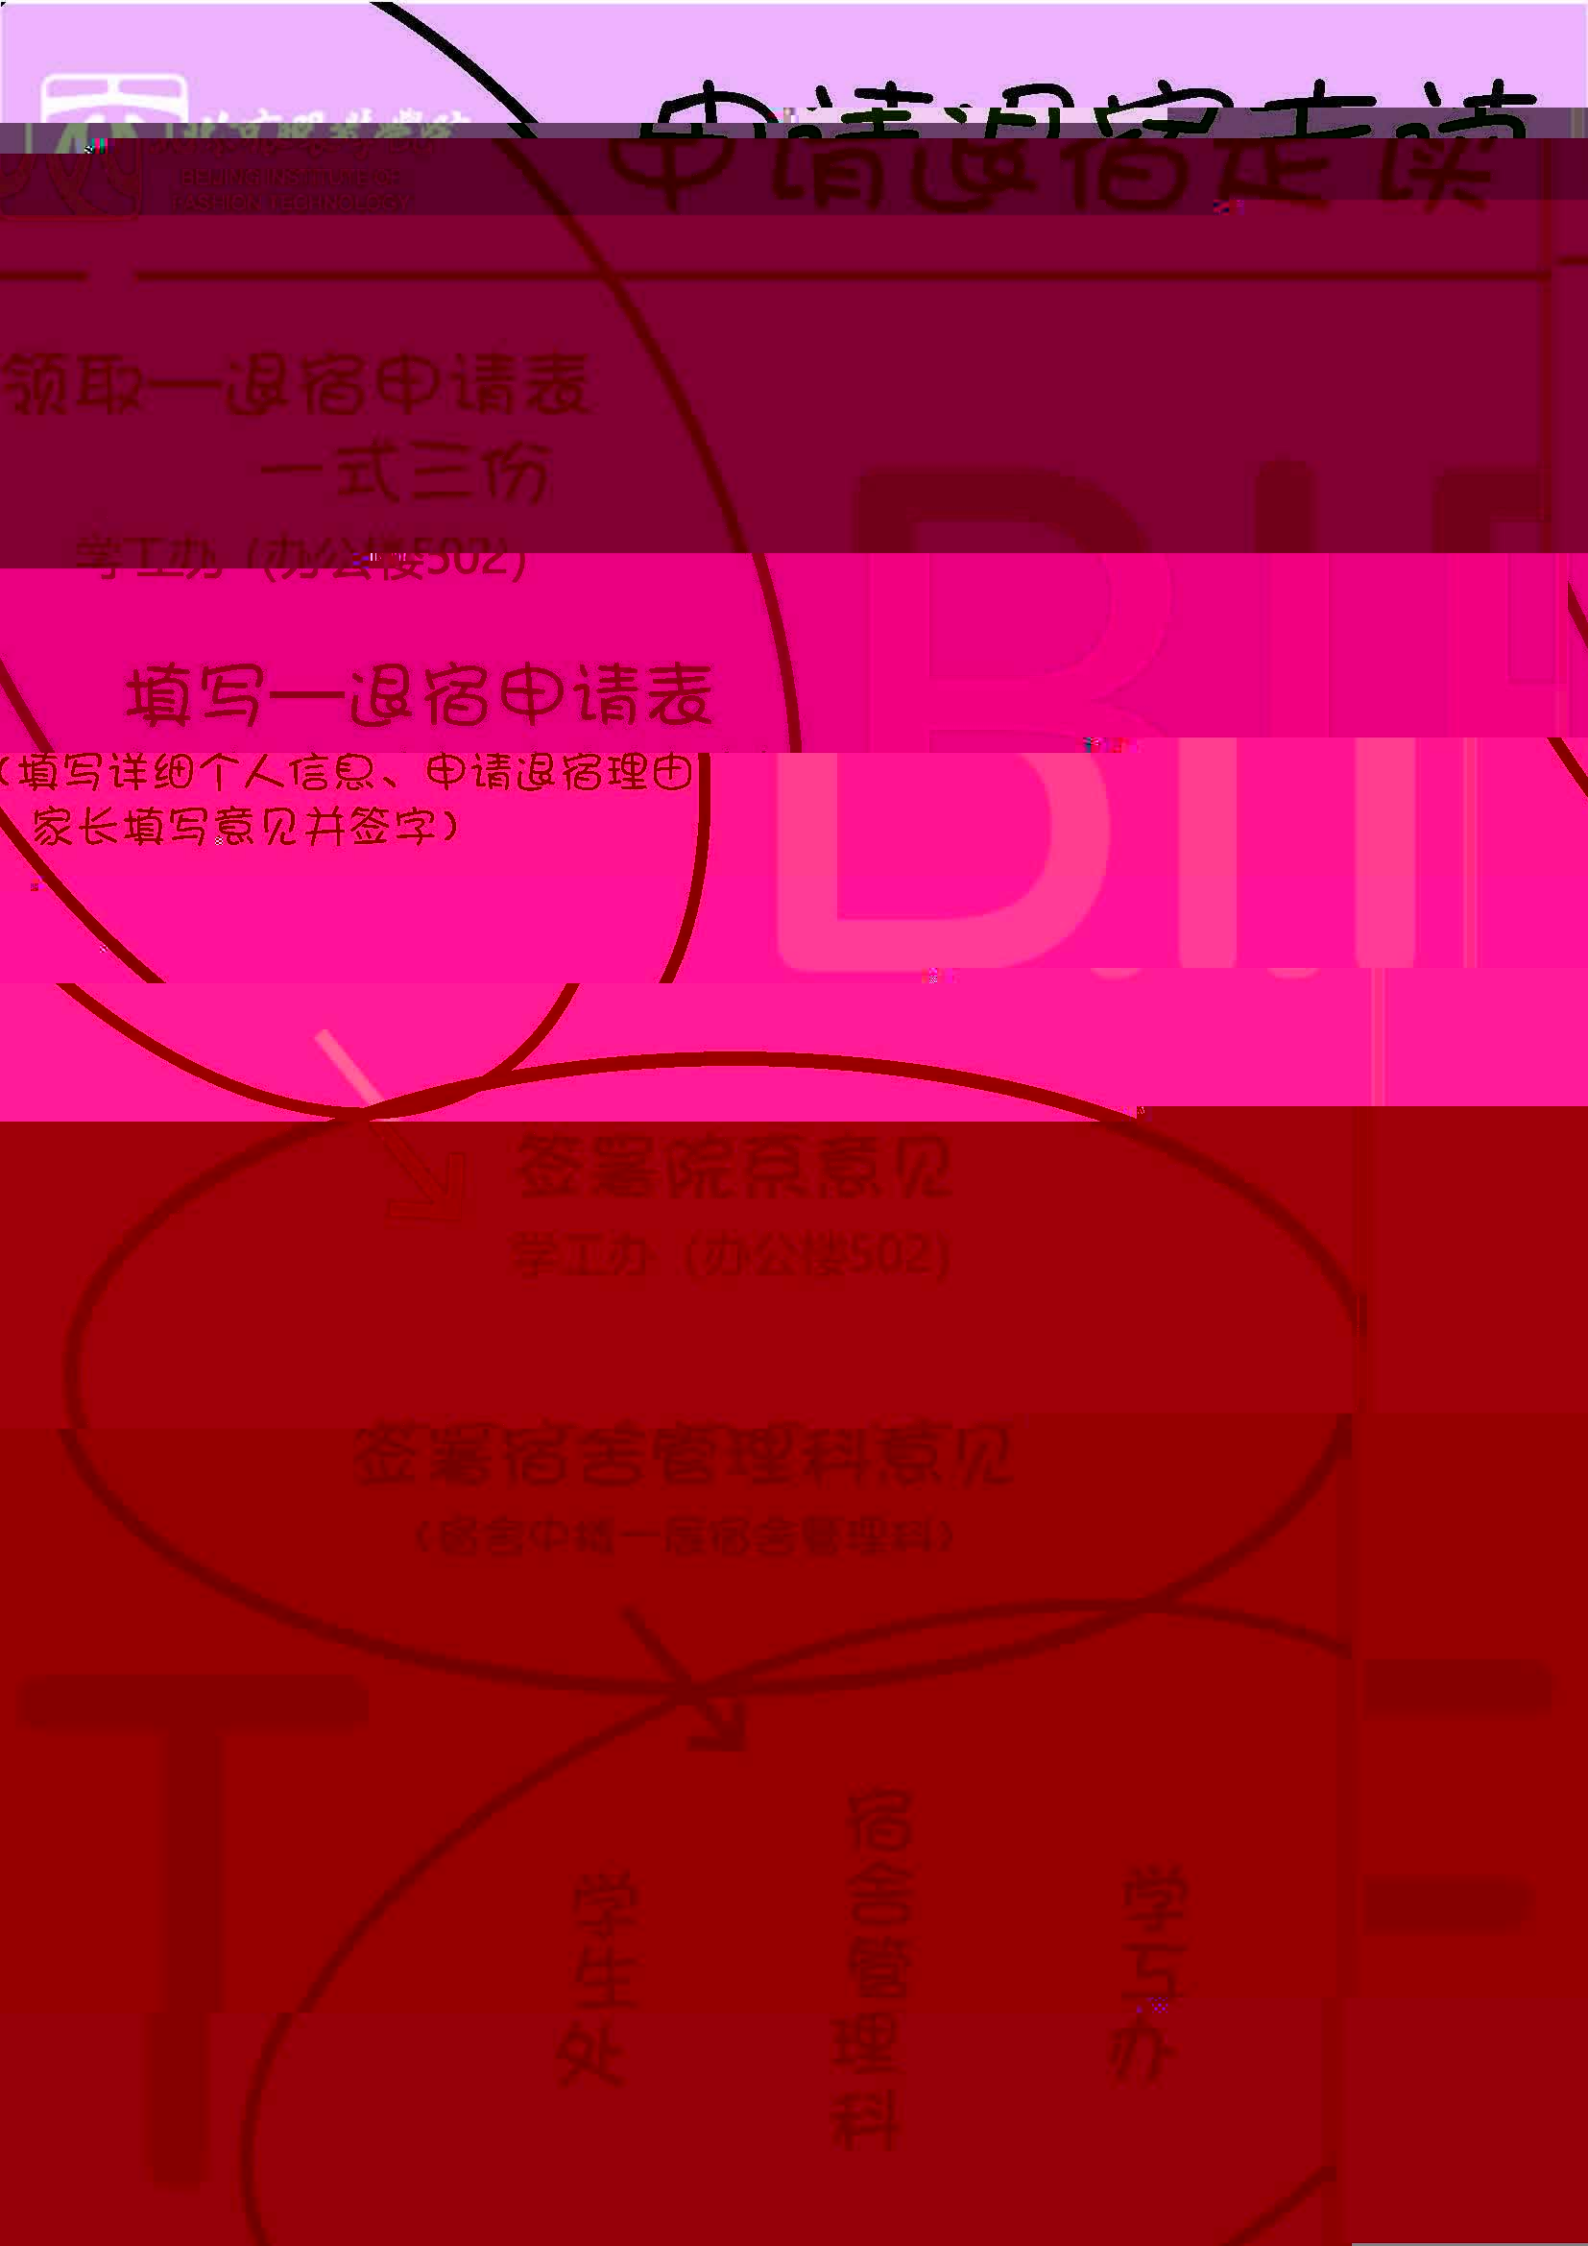 北京服装学院
BEIJING INSTITUTE OF
FASHION TECHNOLOGY
申请退宿走读
领取—退宿申请表
一式三份
学工办 (办公楼502)
填写—退宿申请表
(填写详细个人信息、申请退宿理由
家长填写意见并签字)
签署院系意见
学工办 (办公楼502)
签署宿舍管理科意见
(宿舍中楼一层宿舍管理科)
学生处
宿舍管理科
学工办